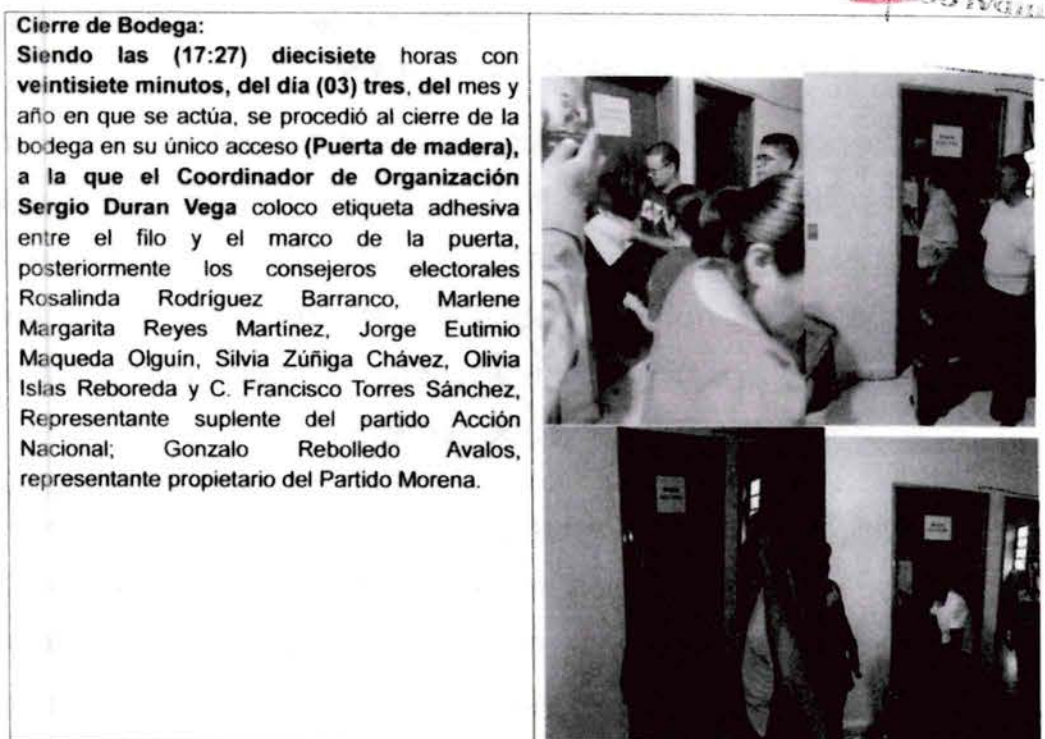 Cierre de Bodega:
Siendo las (17:27) diecisiete horas con
veintisiete minutos, del día (03) tres, del mes y
año en que se actúa, se procedió al cierre de la
bodega en su único acceso (Puerta de madera),
a la que el Coordinador de Organización
Sergio Duran Vega coloco etiqueta adhesiva
entre el filo y el marco de la puerta,
posteriormente los consejeros electorales
Rosalinda Rodríguez Barranco, Marlene
Margarita Reyes Martínez, Jorge Eutimio
Maqueda Olguín, Silvia Zúñiga Chávez, Olivia
Islas Reboreda y C. Francisco Torres Sánchez,
Representante suplente del partido Acción
Nacional; Gonzalo Rebolledo Avalos,
representante propietario del Partido Morena.